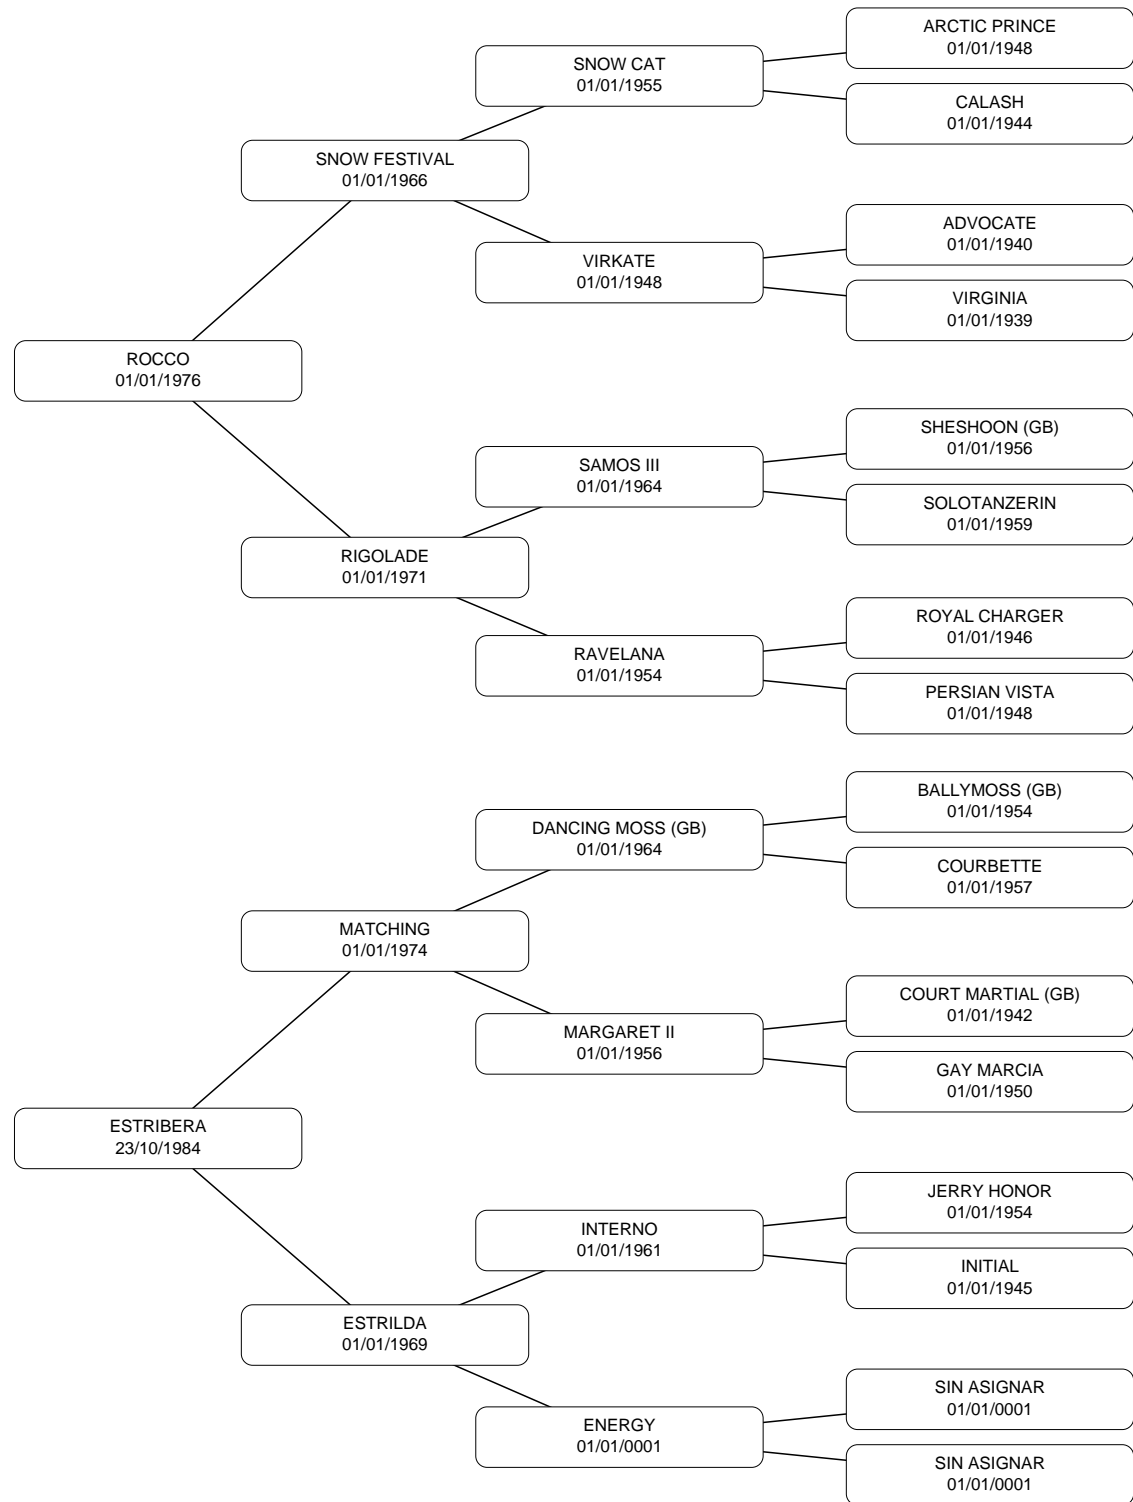 ARCTIC PRINCE
01/01/1948
SNOW CAT
01/01/1955
CALASH
01/01/1944
SNOW FESTIVAL
01/01/1966
ADVOCATE
01/01/1940
VIRKATE
01/01/1948
VIRGINIA
01/01/1939
ROCCO
01/01/1976
SHESHOON (GB)
01/01/1956
SAMOS III
01/01/1964
SOLOTANZERIN
01/01/1959
RIGOLADE
01/01/1971
ROYAL CHARGER
01/01/1946
RAVELANA
01/01/1954
PERSIAN VISTA
01/01/1948
BALLYMOSS (GB)
01/01/1954
DANCING MOSS (GB)
01/01/1964
COURBETTE
01/01/1957
MATCHING
01/01/1974
COURT MARTIAL (GB)
01/01/1942
MARGARET II
01/01/1956
GAY MARCIA
01/01/1950
ESTRIBERA
23/10/1984
JERRY HONOR
01/01/1954
INTERNO
01/01/1961
INITIAL
01/01/1945
ESTRILDA
01/01/1969
SIN ASIGNAR
01/01/0001
ENERGY
01/01/0001
SIN ASIGNAR
01/01/0001